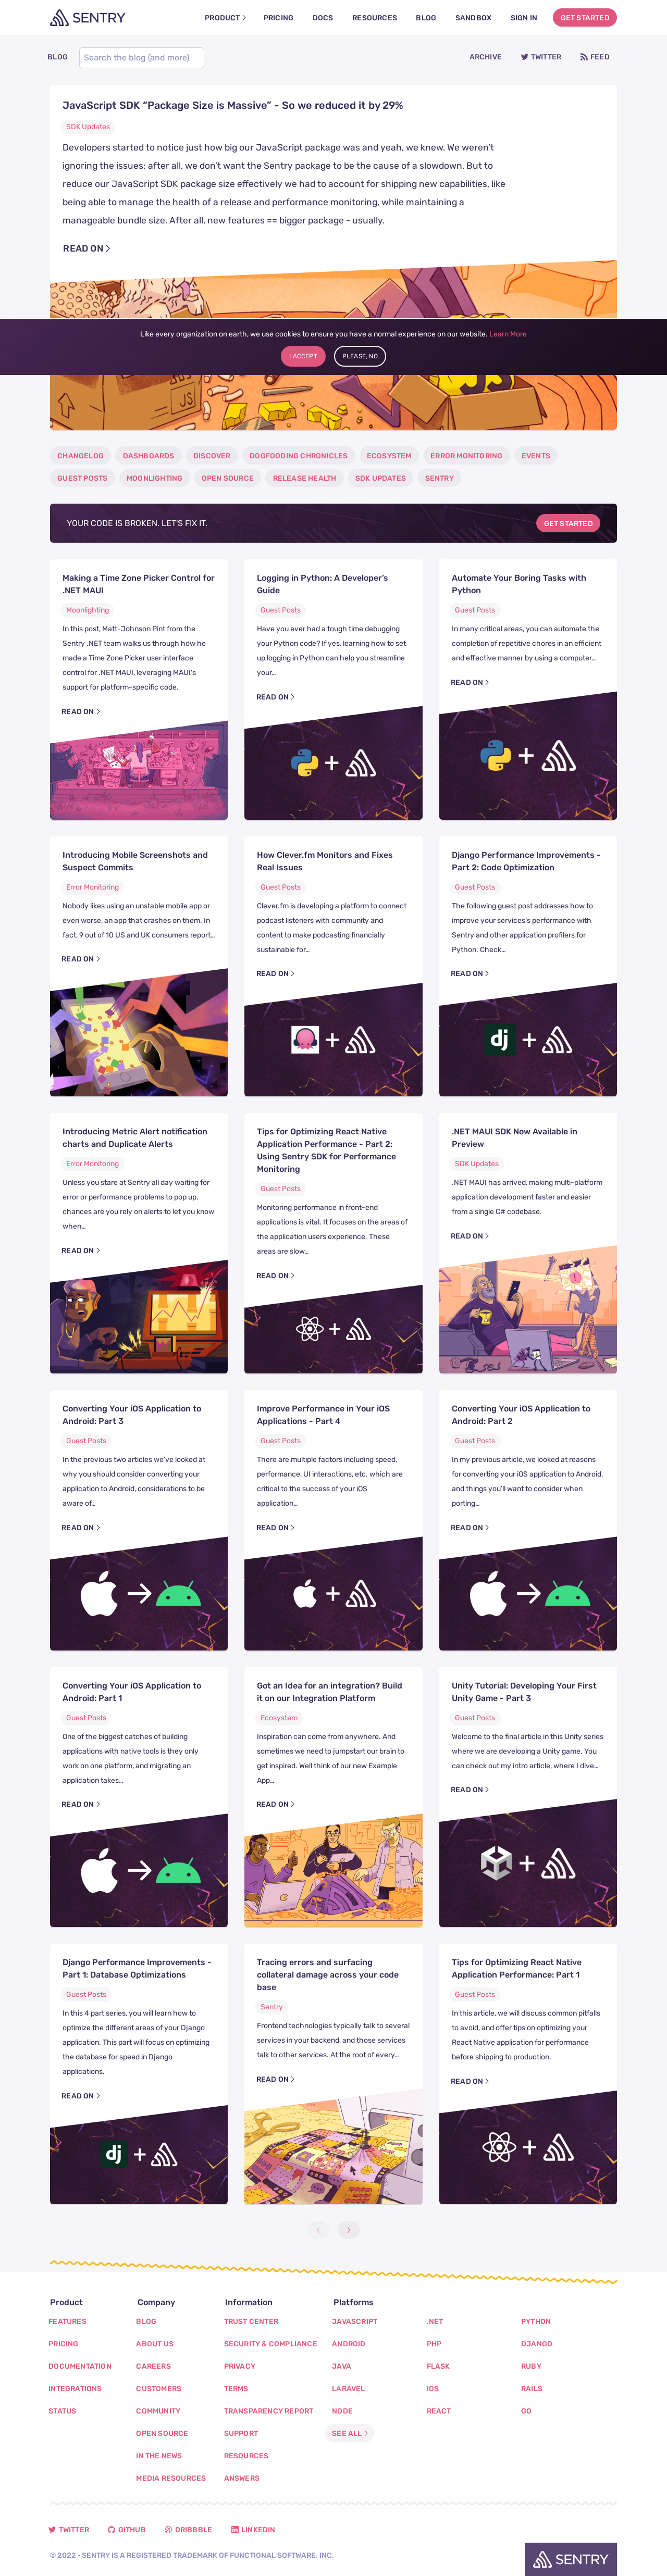 SENTRY
PRODUCT
PRICING
DOCS
RESOURCES
BLOG
SANDBOX
SIGN IN
GET STARTED
BLOG
Search the blog (and more)
ARCHIVE
TWITTER
FEED
JavaScript SDK “Package Size is Massive” - So we reduced it by 29%
SDK Updates
Developers started to notice just how big our JavaScript package was and yeah, we knew. We weren’t
ignoring the issues; after all, we don’t want the Sentry package to be the cause of a slowdown. But to
reduce our JavaScript SDK package size effectively we had to account for shipping new capabilities, like
being able to manage the health of a release and performance monitoring, while maintaining a
manageable bundle size. After all, new features == bigger package - usually.
READ ON
Like every organization on earth, we use cookies to ensure you have a normal experience on our website. Learn More
I ACCEPT
PLEASE, NO
JS
CHANGELOG
DASHBOARDS
DISCOVER
DOGFOODING CHRONICLES
ECOSYSTEM
ERROR MONITORING
EVENTS
GUEST POSTS
MOONLIGHTING
OPEN SOURCE
RELEASE HEALTH
SDK UPDATES
SENTRY
YOUR CODE IS BROKEN. LET'S FIX IT.
GET STARTED
Making a Time Zone Picker Control for
.NET MAUI
Moonlighting
In this post, Matt-Johnson Pint from the
Sentry .NET team walks us through how he
made a Time Zone Picker user interface
control for .NET MAUI, leveraging MAUI's
support for platform-specific code.
READ ON
Logging in Python: A Developer’s
Guide
Guest Posts
Have you ever had a tough time debugging
your Python code? If yes, learning how to set
up logging in Python can help you streamline
your…
READ ON
Automate Your Boring Tasks with
Python
Guest Posts
In many critical areas, you can automate the
completion of repetitive chores in an efficient
and effective manner by using a computer…
READ ON
Introducing Mobile Screenshots and
Suspect Commits
Error Monitoring
Nobody likes using an unstable mobile app or
even worse, an app that crashes on them. In
fact, 9 out of 10 US and UK consumers report…
READ ON
How Clever.fm Monitors and Fixes
Real Issues
Guest Posts
Clever.fm is developing a platform to connect
podcast listeners with community and
content to make podcasting financially
sustainable for…
READ ON
Django Performance Improvements -
Part 2: Code Optimization
Guest Posts
The following guest post addresses how to
improve your services’s performance with
Sentry and other application profilers for
Python. Check…
READ ON
dj
Introducing Metric Alert notification
charts and Duplicate Alerts
Error Monitoring
Unless you stare at Sentry all day waiting for
error or performance problems to pop up,
chances are you rely on alerts to let you know
when…
READ ON
Tips for Optimizing React Native
Application Performance - Part 2:
Using Sentry SDK for Performance
Monitoring
Guest Posts
Monitoring performance in front-end
applications is vital. It focuses on the areas of
the application users experience. These
areas are slow…
READ ON
.NET MAUI SDK Now Available in
Preview
SDK Updates
.NET MAUI has arrived, making multi-platform
application development faster and easier
from a single C# codebase.
READ ON
Converting Your iOS Application to
Android: Part 3
Guest Posts
In the previous two articles we’ve looked at
why you should consider converting your
application to Android, considerations to be
aware of…
READ ON
Improve Performance in Your iOS
Applications - Part 4
Guest Posts
There are multiple factors including speed,
performance, UI interactions, etc. which are
critical to the success of your iOS
application…
READ ON
Converting Your iOS Application to
Android: Part 2
Guest Posts
In my previous article, we looked at reasons
for converting your iOS application to Android,
and things you’ll want to consider when
porting…
READ ON
Converting Your iOS Application to
Android: Part 1
Guest Posts
One of the biggest catches of building
applications with native tools is they only
work on one platform, and migrating an
application takes…
READ ON
Got an Idea for an integration? Build
it on our Integration Platform
Ecosystem
Inspiration can come from anywhere. And
sometimes we need to jumpstart our brain to
get inspired. Well think of our new Example
App…
READ ON
Unity Tutorial: Developing Your First
Unity Game - Part 3
Guest Posts
Welcome to the final article in this Unity series
where we are developing a Unity game. You
can check out my intro article, where I dive…
READ ON
Django Performance Improvements -
Part 1: Database Optimizations
Guest Posts
In this 4 part series, you will learn how to
optimize the different areas of your Django
application. This part will focus on optimizing
the database for speed in Django
applications.
READ ON
dj
Tracing errors and surfacing
collateral damage across your code
base
Sentry
Frontend technologies typically talk to several
services in your backend, and those services
talk to other services. At the root of every…
READ ON
Tips for Optimizing React Native
Application Performance: Part 1
Guest Posts
In this article, we will discuss common pitfalls
to avoid, and offer tips on optimizing your
React Native application for performance
before shipping to production.
READ ON
Product
FEATURES
PRICING
DOCUMENTATION
INTEGRATIONS
STATUS
Company
BLOG
ABOUT US
CAREERS
CUSTOMERS
COMMUNITY
OPEN SOURCE
IN THE NEWS
MEDIA RESOURCES
Information
TRUST CENTER
SECURITY & COMPLIANCE
PRIVACY
TERMS
TRANSPARENCY REPORT
SUPPORT
RESOURCES
ANSWERS
Platforms
JAVASCRIPT
ANDROID
JAVA
LARAVEL
NODE
SEE ALL
.NET
PHP
FLASK
IOS
REACT
PYTHON
DJANGO
RUBY
RAILS
GO
TWITTER
GITHUB
DRIBBBLE
LINKEDIN
© 2022 • SENTRY IS A REGISTERED TRADEMARK OF FUNCTIONAL SOFTWARE, INC.
SENTRY